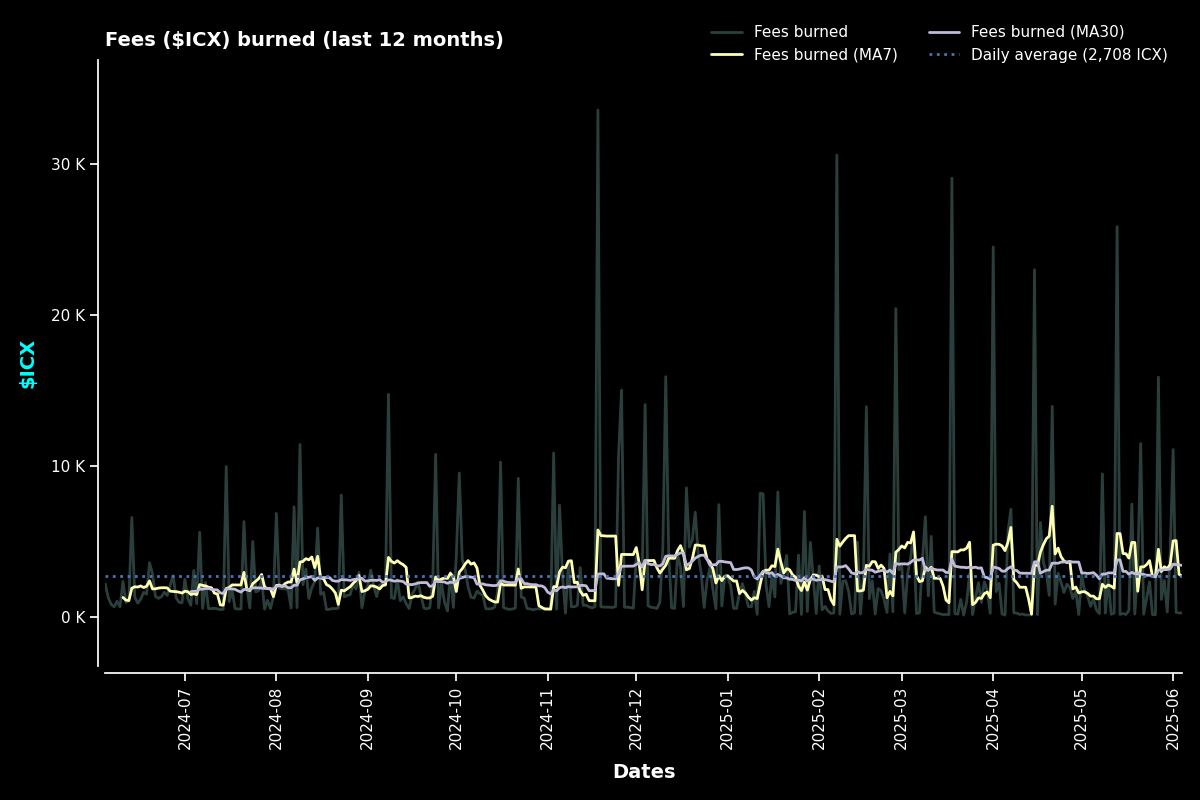 Fees ($ICX) burned (last 12 months)
Fees burned
Fees burned (MA7)
Fees burned (MA30)
Daily average (2,708 ICX)
$ICX
30 K
20 K
10 K
0 K
2024-07
2024-08
2024-09
2024-10
2024-11
2024-12
2025-01
2025-02
2025-03
2025-04
2025-05
2025-06
Dates